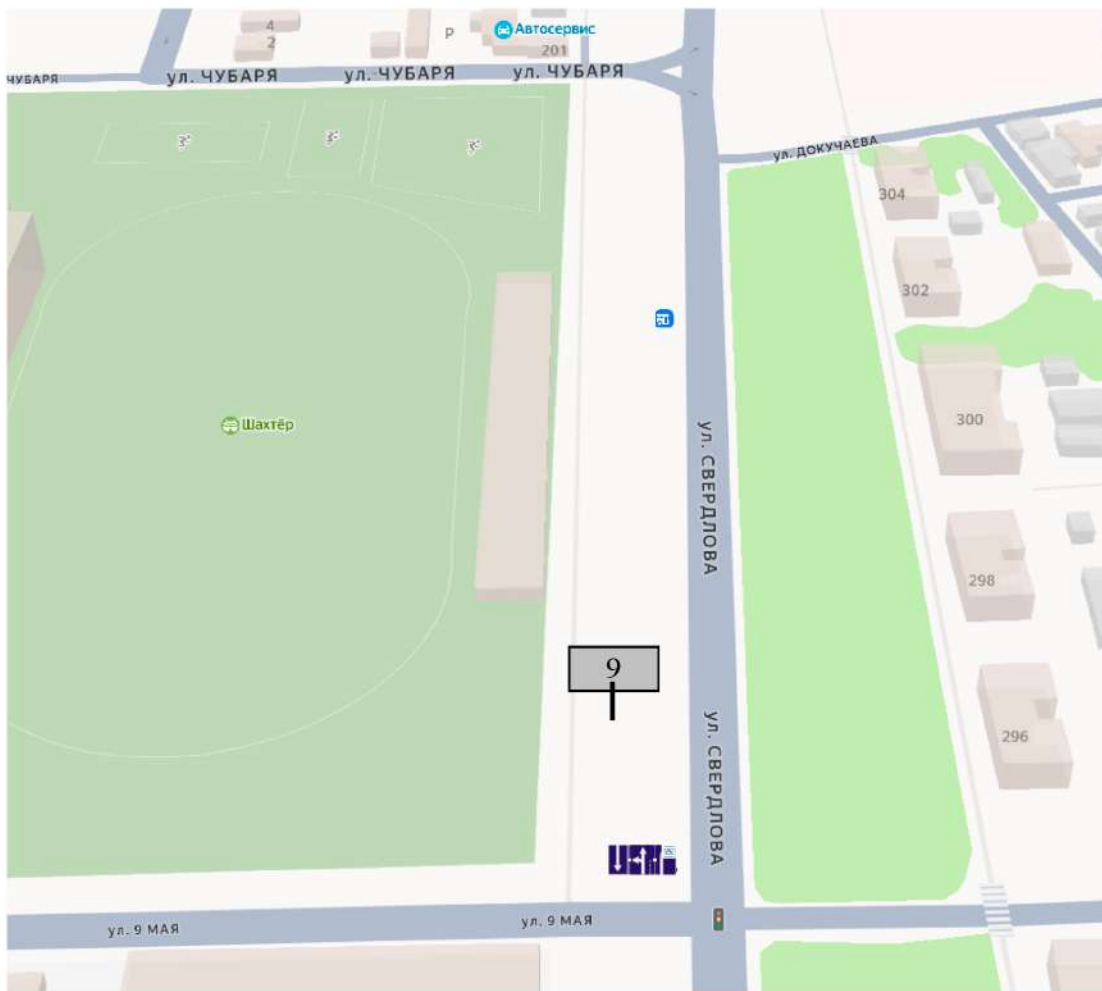 4
2
Р
Автосервис
201
ЧУБАРЯ
ул. ЧУБАРЯ
ул. ЧУБАРЯ
ул. ЧУБАРЯ
ул. ДОКУЧАЕВА
304
302
Шахтёр
300
ул. СВЕРДЛОВА
298
9
ул. СВЕРДЛОВА
296
ул. 9 МАЯ
ул. 9 МАЯ